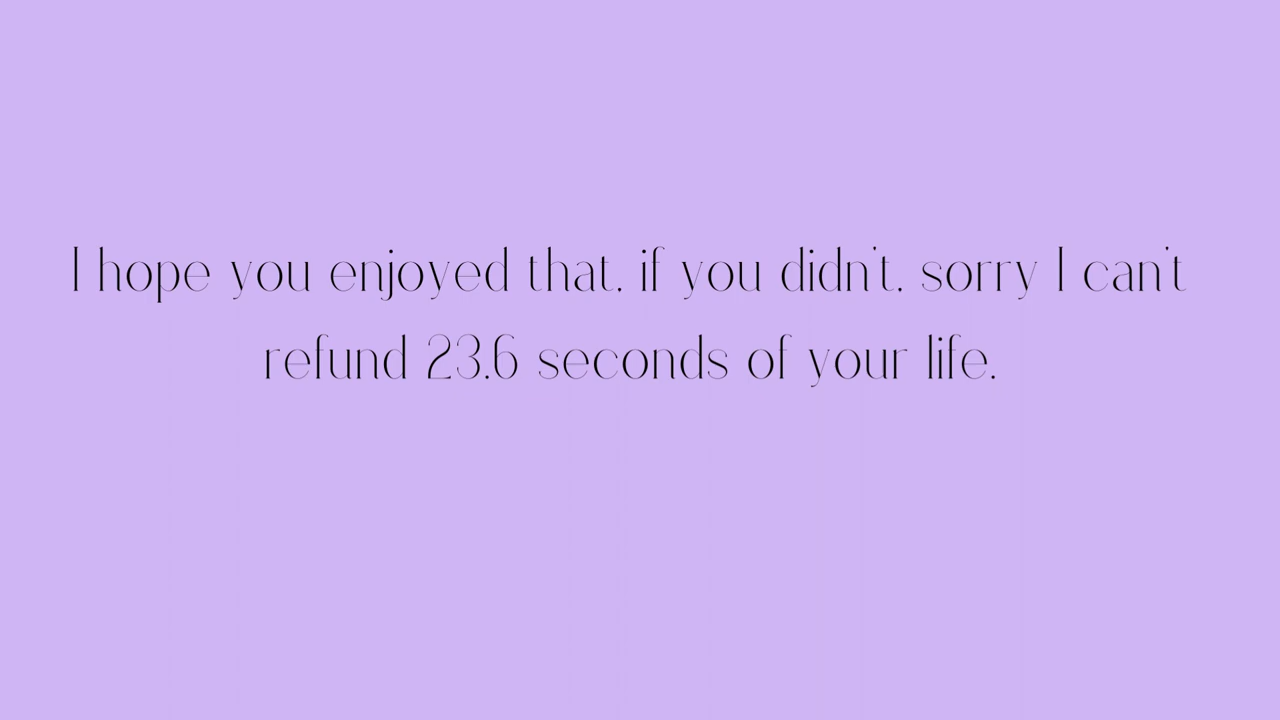 I hope you enjoyed that, if you didn't, sorry I can't
refund 23.6 seconds of your life.